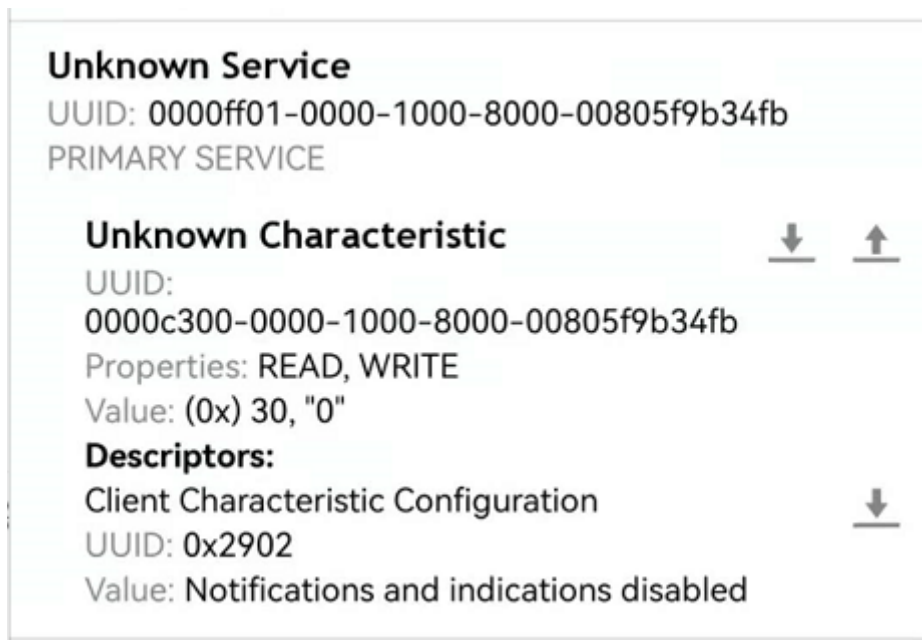 Unknown Service
UUID: 0000ff01-0000-1000-8000-00805f9b34fb
PRIMARY SERVICE
Unknown Characteristic
UUID:
0000c300-0000-1000-8000-00805f9b34fb
Properties: READ, WRITE
Value: (0x) 30, "0"
Descriptors:
Client Characteristic Configuration
UUID: 0x2902
Value: Notifications and indications disabled